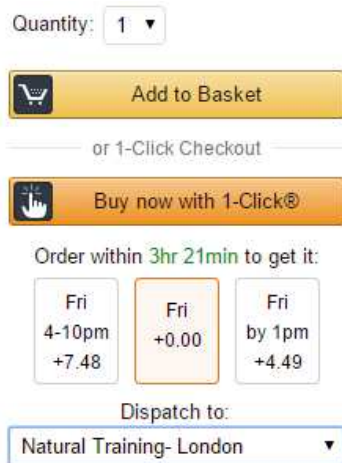 Quantity: 1
Add to Basket
or 1-Click Checkout
Buy now with 1-Click®
Order within 3hr 21min to get it:
Fri
4-10pm
+7.48
Fri
+0.00
Fri
by 1pm
+4.49
Dispatch to:
Natural Training- London